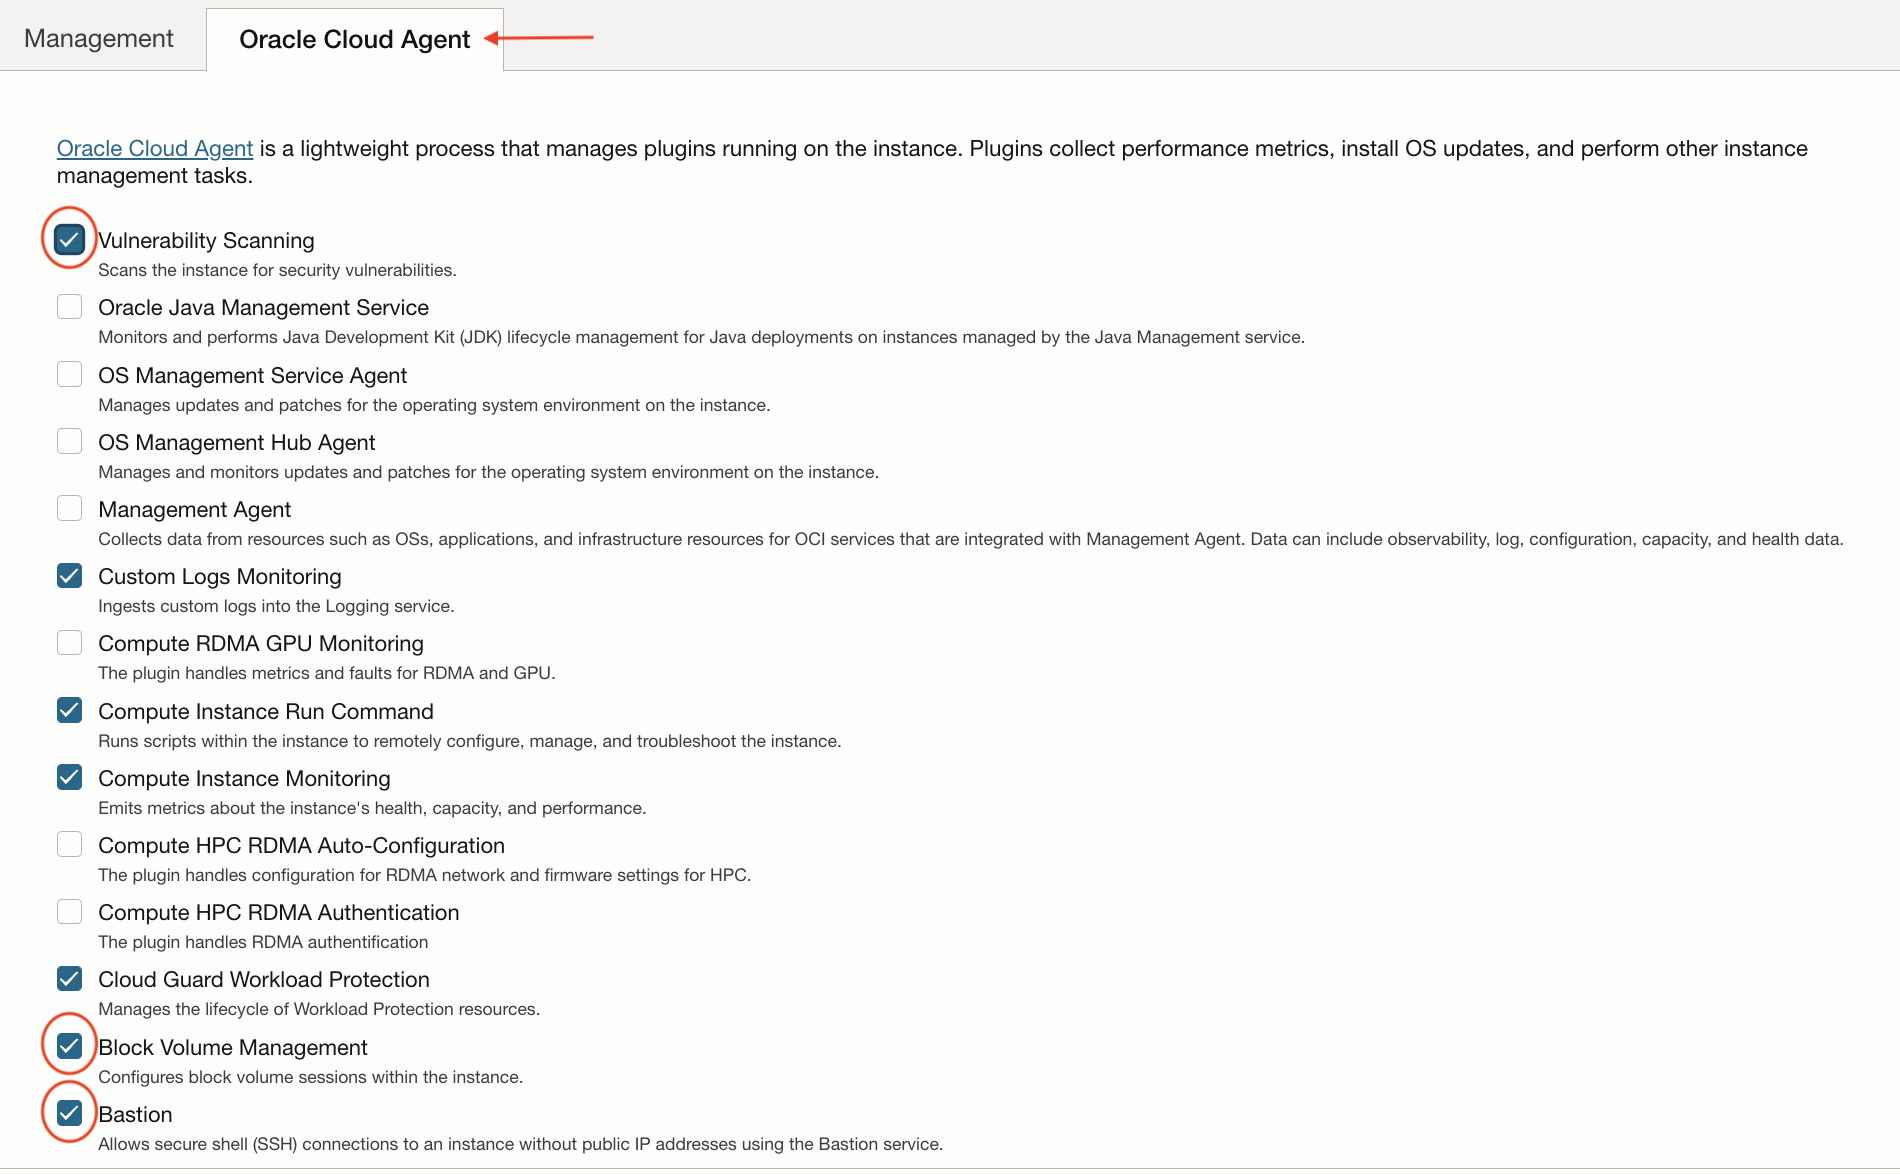 Management
Oracle Cloud Agent
Oracle Cloud Agent is a lightweight process that manages plugins running on the instance. Plugins collect performance metrics, install OS updates, and perform other instance
management tasks.
Vulnerability Scanning
Scans the instance for security vulnerabilities.
Oracle Java Management Service
Monitors and performs Java Development Kit (JDK) lifecycle management for Java deployments on instances managed by the Java Management service.
OS Management Service Agent
Manages updates and patches for the operating system environment on the instance.
OS Management Hub Agent
Manages and monitors updates and patches for the operating system environment on the instance.
Management Agent
Collects data from resources such as OSs, applications, and infrastructure resources for OCI services that are integrated with Management Agent. Data can include observability, log, configuration, capacity, and health data.
Custom Logs Monitoring
Ingests custom logs into the Logging service.
Compute RDMA GPU Monitoring
The plugin handles metrics and faults for RDMA and GPU.
Compute Instance Run Command
Runs scripts within the instance to remotely configure, manage, and troubleshoot the instance.
Compute Instance Monitoring
Emits metrics about the instance's health, capacity, and performance.
Compute HPC RDMA Auto-Configuration
The plugin handles configuration for RDMA network and firmware settings for HPC.
Compute HPC RDMA Authentication
The plugin handles RDMA authentification
Cloud Guard Workload Protection
Manages the lifecycle of Workload Protection resources.
Block Volume Management
Configures block volume sessions within the instance.
Bastion
Allows secure shell (SSH) connections to an instance without public IP addresses using the Bastion service.